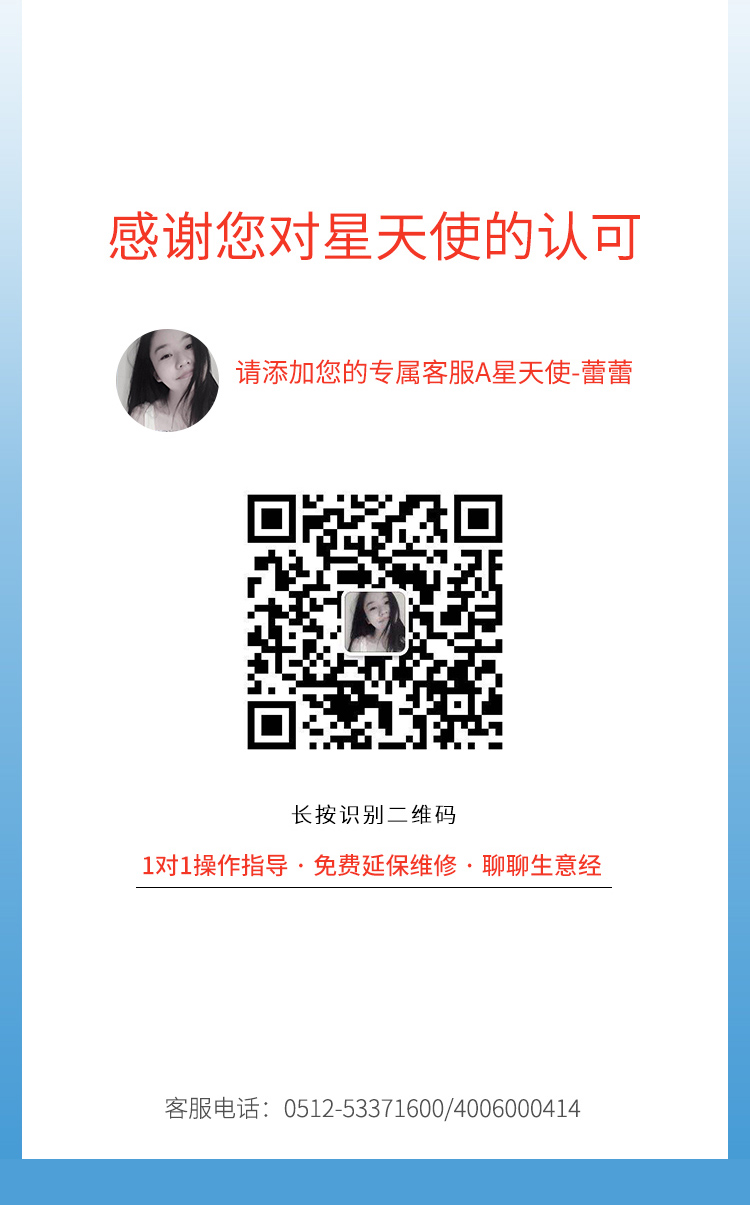 感谢您对星天使的认可
请添加您的专属客服A星天使-蕾蕾
长按识别二维码
1对1操作指导 · 免费延保维修 · 聊聊生意经
客服电话：0512-53371600/4006000414